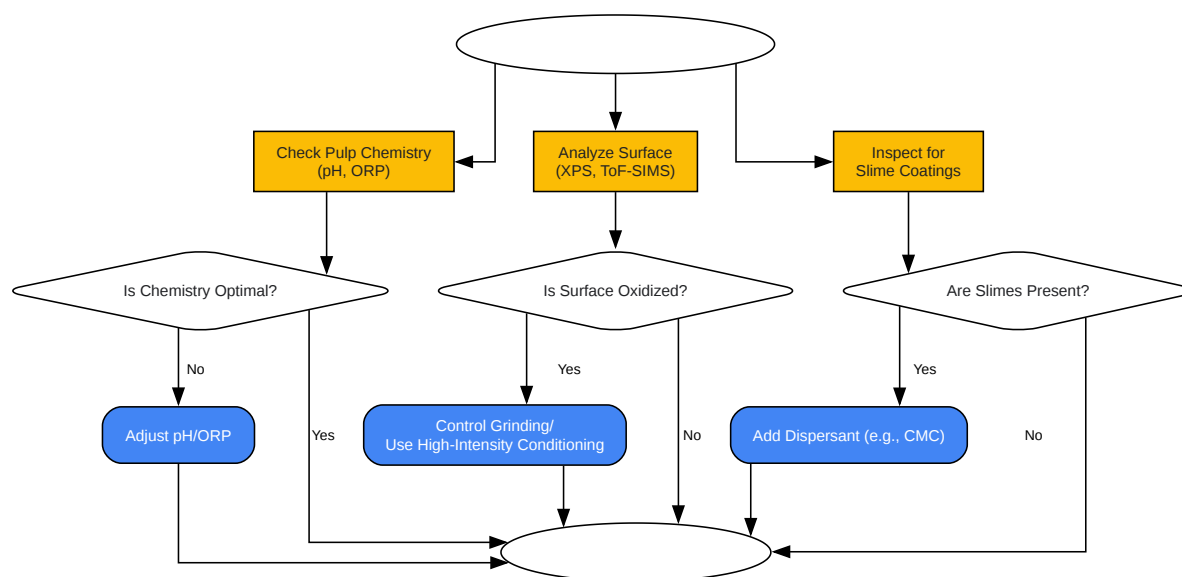 Check Pulp Chemistry
(pH, ORP)
Analyze Surface
(XPS, ToF-SIMS)
Inspect for
Slime Coatings
Is Chemistry Optimal?
Is Surface Oxidized?
Are Slimes Present?
No
Yes
Yes
Adjust pH/ORP
Yes
Control Grinding/
Use High-Intensity Conditioning
No
Add Dispersant (e.g., CMC)
No